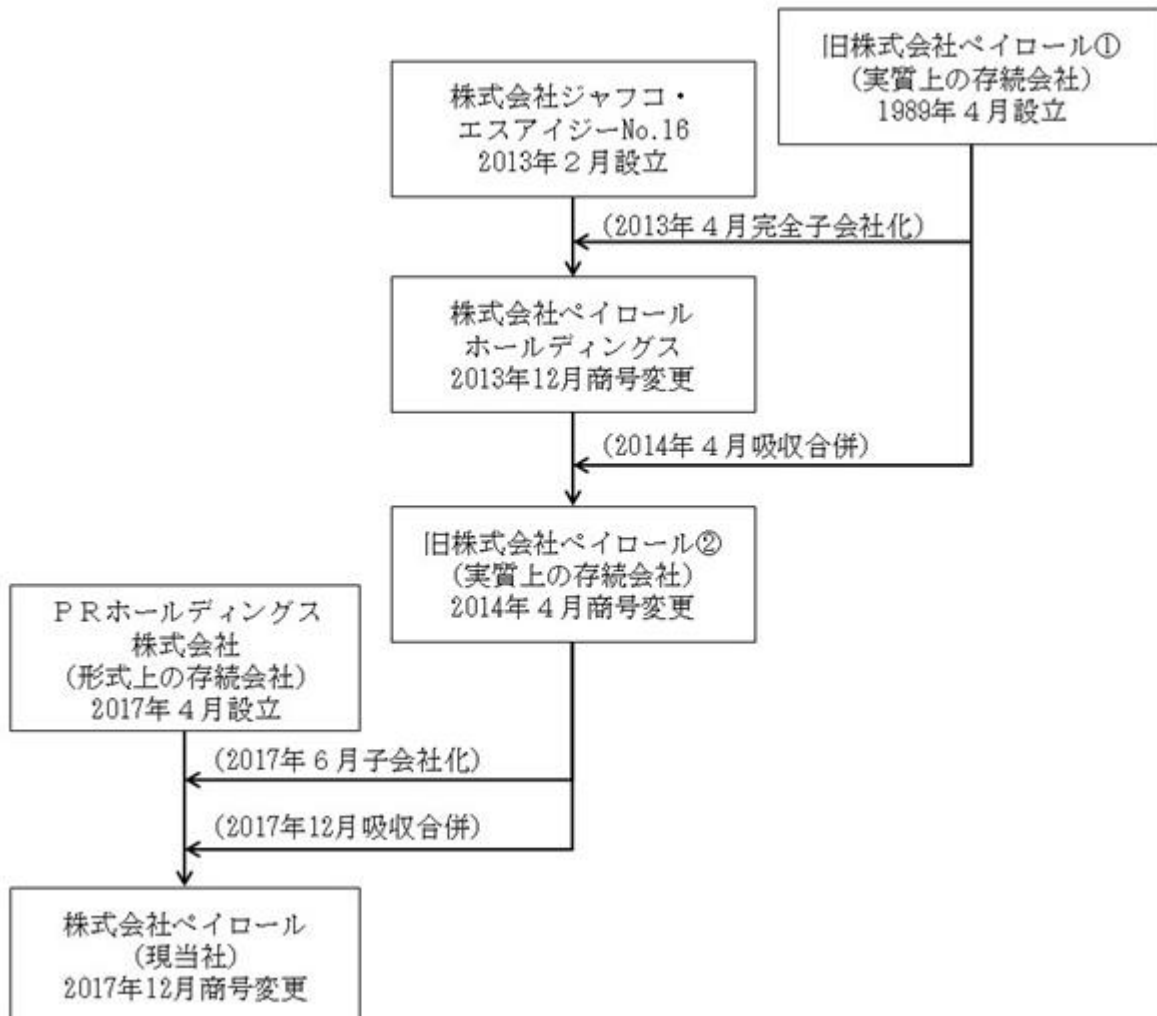 旧株式会社ペイロール①
(実質上の存続会社)
1989年4月設立
株式会社ジャフコ・
エスアイジーNo.16
2013年2月設立
(2013年4月完全子会社化)
株式会社ペイロール
ホールディングス
2013年12月商号変更
(2014年4月吸収合併)
旧株式会社ペイロール②
(実質上の存続会社)
2014年4月商号変更
PRホールディングス
株式会社
(形式上の存続会社)
2017年4月設立
(2017年6月子会社化)
(2017年12月吸収合併)
株式会社ペイロール
(現当社)
2017年12月商号変更